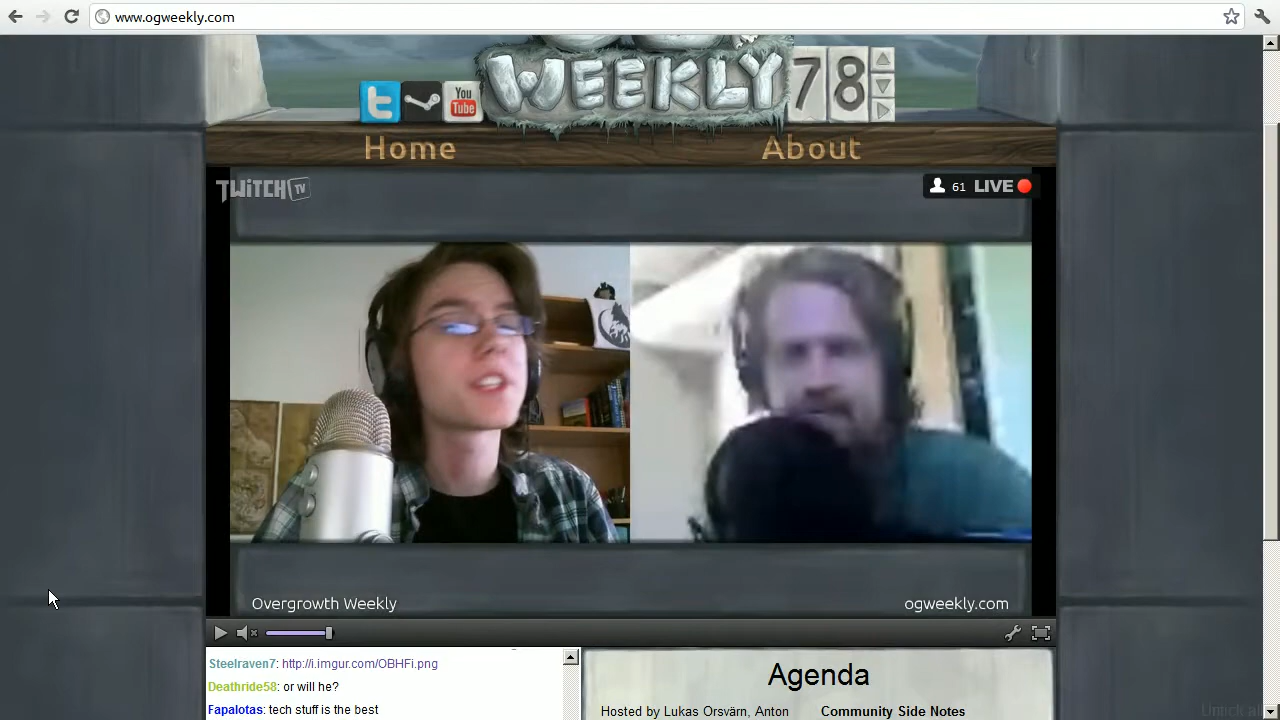 www.ogweekly.com
WEEKLY 78
You
Tube
Home About
TWiTCH TV
61 LIVE
Overgrowth Weekly ogweekly.com
Steelraven7: http://i.imgur.com/OBHFi.png
Deathride58: or will he?
Fapalotas: tech stuff is the best
Agenda
Hosted by Lukas Orsvärn, Anton
Community Side Notes